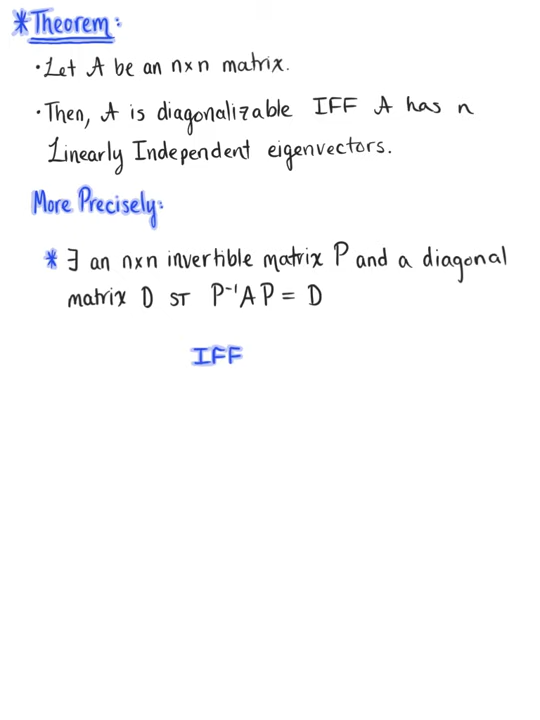 *Theorem:
·Let A be an n×n matrix.
·Then, A is diagonalizable IFF A has n
Linearly Independent eigenvectors.
More Precisely:
* ∃ an n×n invertible matrix P and a diagonal
matrix D ST P⁻¹AP = D
IFF